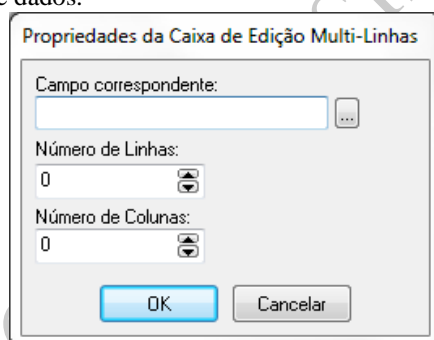 e dados.
Propriedades da Caixa de Edição Multi-Linhas
Campo correspondente:
...
Número de Linhas:
0
Número de Colunas:
0
OK Cancelar